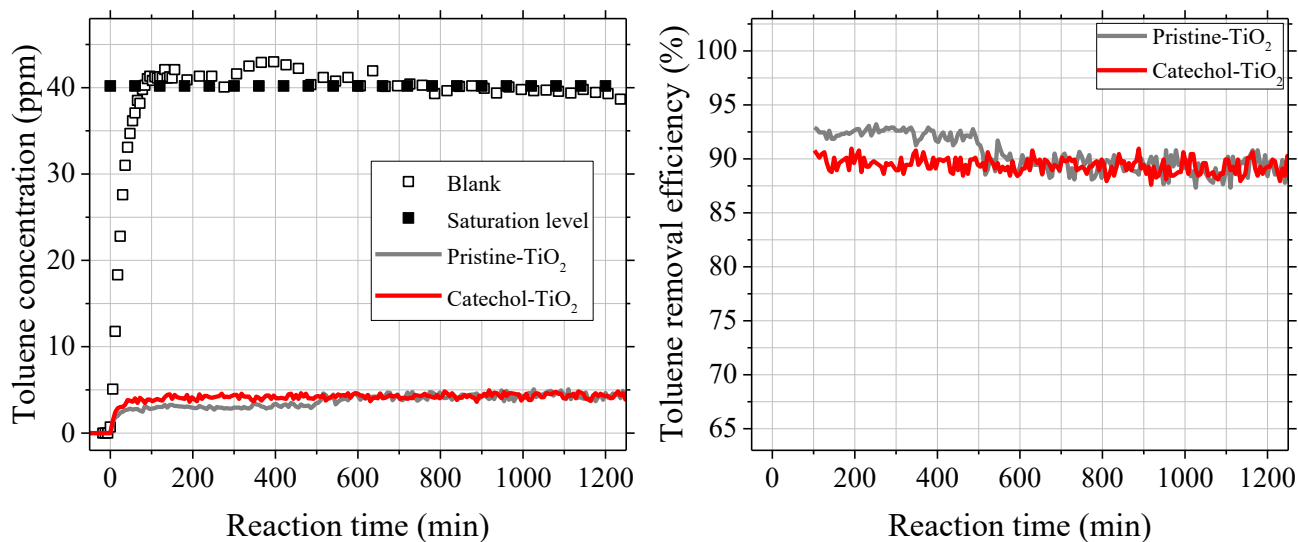 Toluene concentration (ppm)
40
30
20
10
0
Blank
Saturation level
Pristine-TiO₂
Catechol-TiO₂
0 200 400 600 800 1000 1200
Reaction time (min)
Toluene removal efficiency (%)
100
95
90
85
80
75
70
65
Pristine-TiO₂
Catechol-TiO₂
0 200 400 600 800 1000 1200
Reaction time (min)